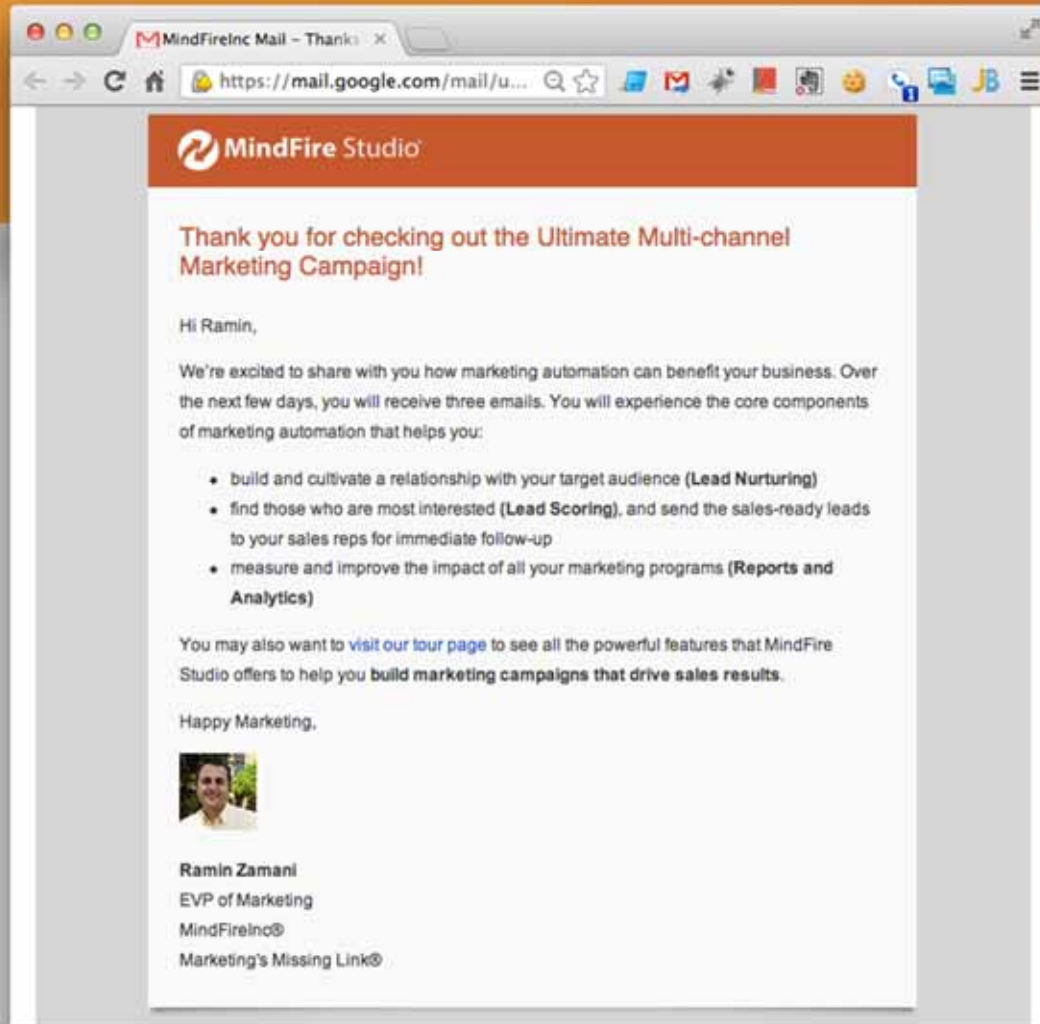 MindFireInc Mail – Thanks
https://mail.google.com/mail/u...
1
JB
MindFire Studio
Thank you for checking out the Ultimate Multi-channel
Marketing Campaign!
Hi Ramin,
We're excited to share with you how marketing automation can benefit your business. Over
the next few days, you will receive three emails. You will experience the core components
of marketing automation that helps you:
• build and cultivate a relationship with your target audience (Lead Nurturing)
• find those who are most interested (Lead Scoring), and send the sales-ready leads
to your sales reps for immediate follow-up
• measure and improve the impact of all your marketing programs (Reports and
Analytics)
You may also want to visit our tour page to see all the powerful features that MindFire
Studio offers to help you build marketing campaigns that drive sales results.
Happy Marketing,
Ramin Zamani
EVP of Marketing
MindFireInc®
Marketing's Missing Link®